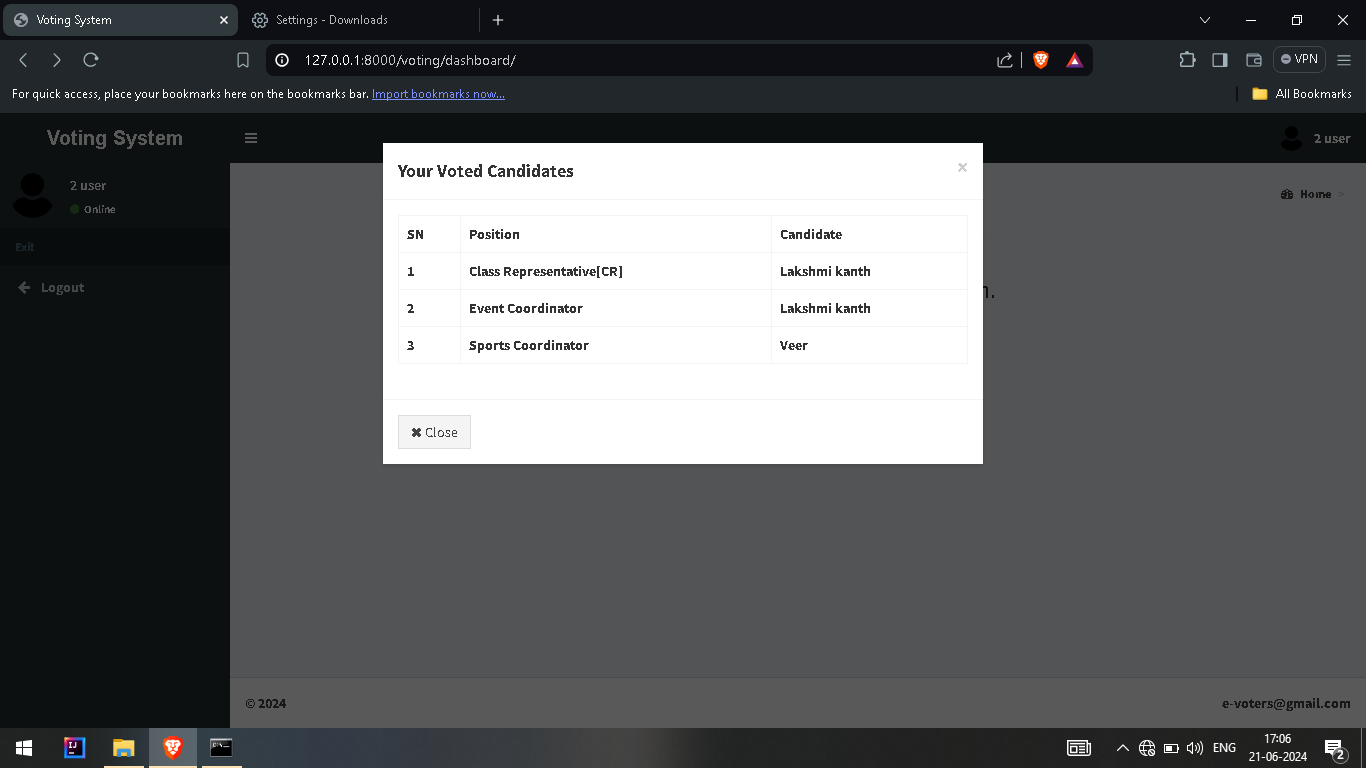 Voting System
Settings - Downloads
127.0.0.1:8000/voting/dashboard/
VPN
For quick access, place your bookmarks here on the bookmarks bar. Import bookmarks now...
All Bookmarks
Voting System
2 user
2 user
Online
Home >
Exit
Logout
Your Voted Candidates
×
SN Position Candidate
1 Class Representative[CR] Lakshmi kanth
2 Event Coordinator Lakshmi kanth
3 Sports Coordinator Veer
Close
© 2024
e-voters@gmail.com
ENG
17:06
21-06-2024
2